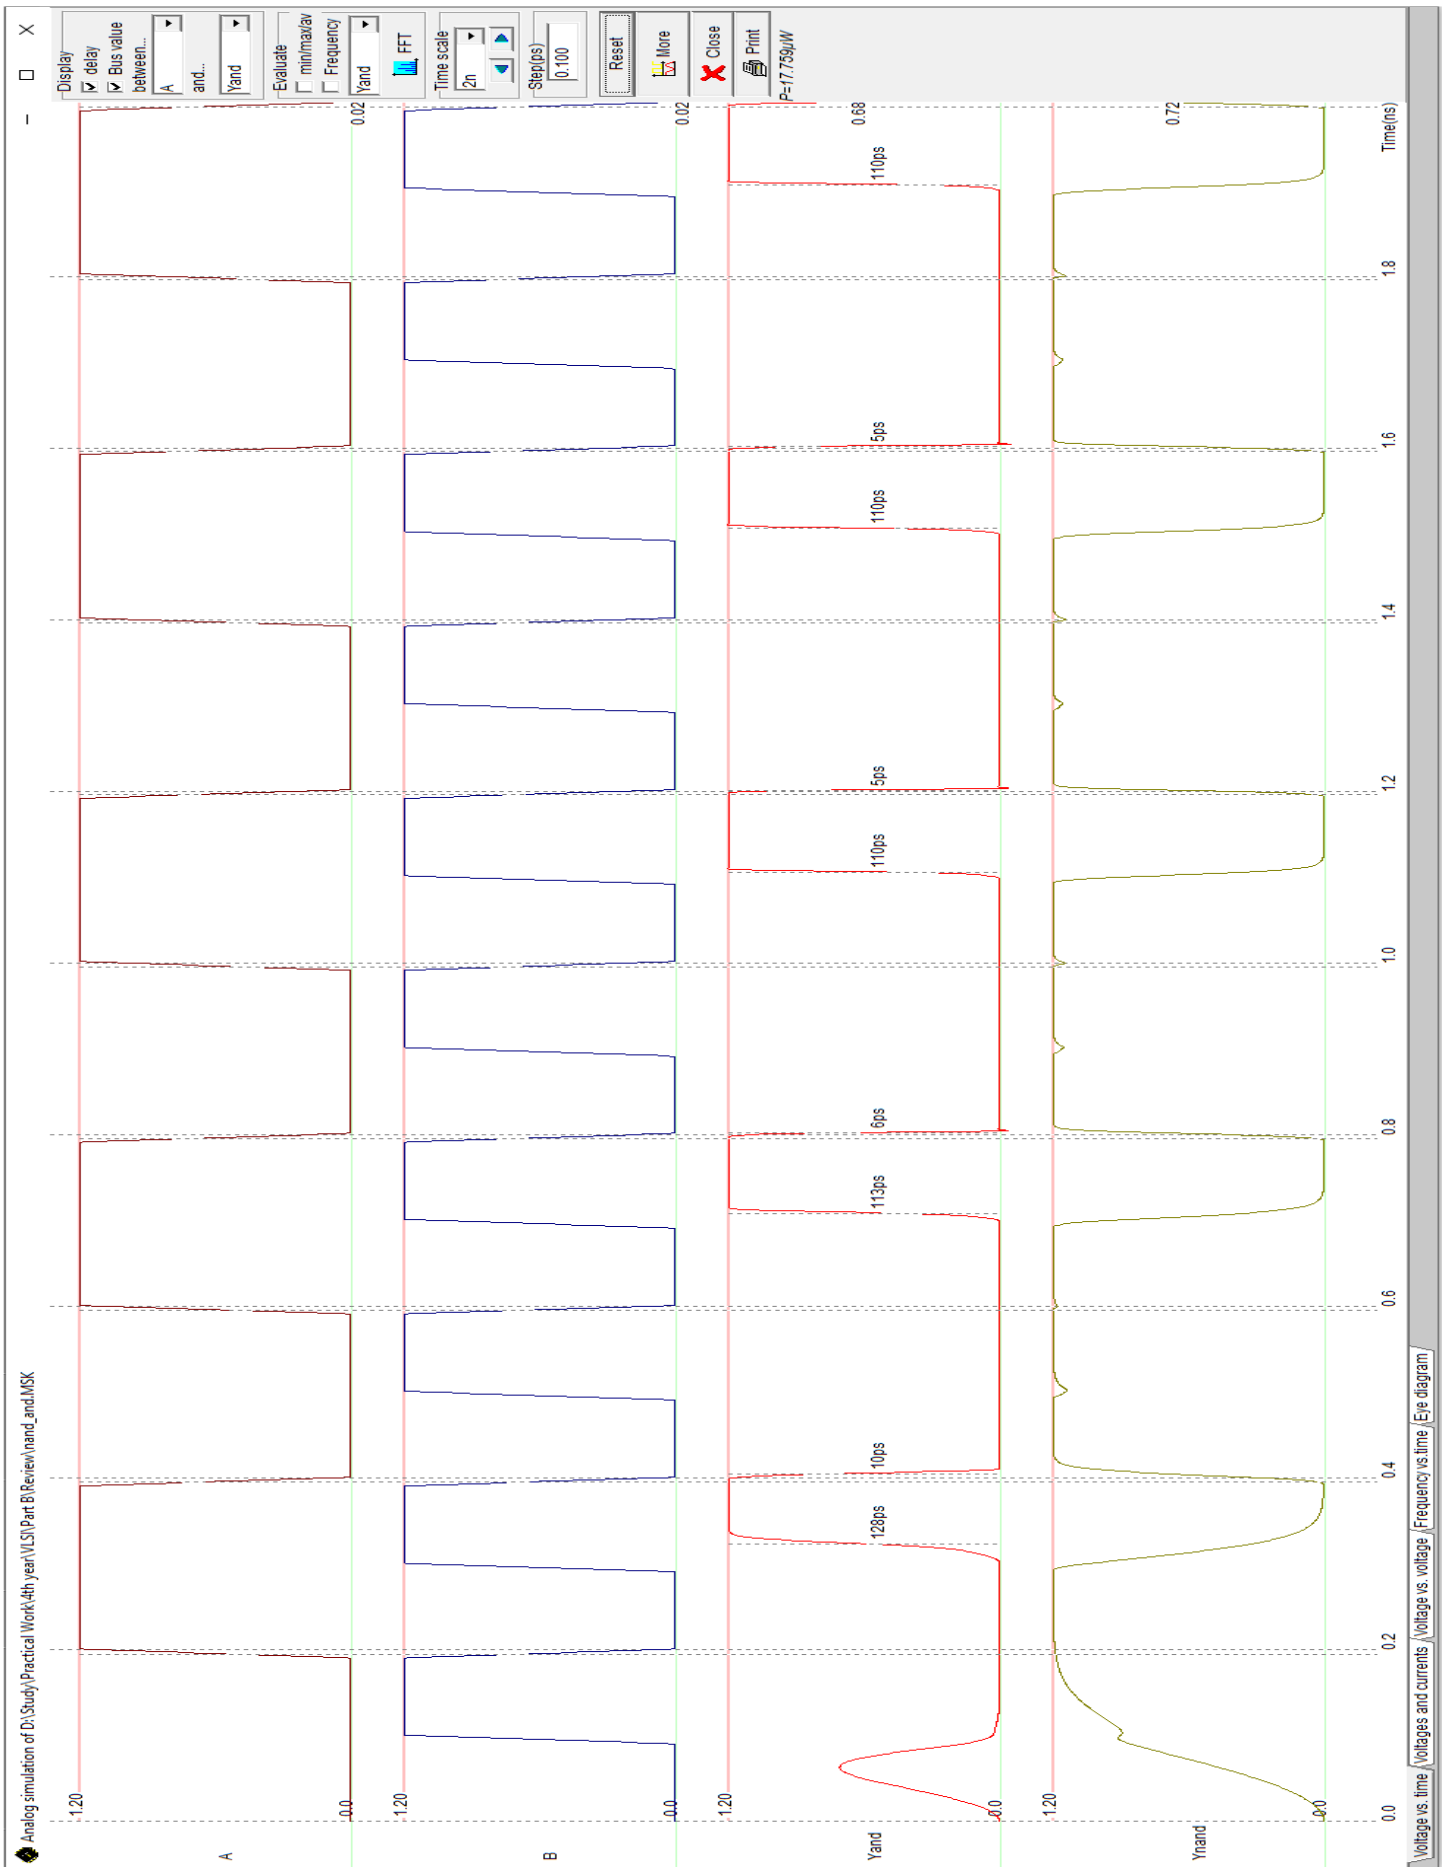 Analog simulation of D:\Study\Practical Work\4th year\VLSI\Part B\Review\nand_and.MSK
A
1.20
0.0
0.02
B
1.20
0.0
0.02
Yand
1.20
0.0
128ps
10ps
113ps
6ps
110ps
5ps
110ps
5ps
110ps
0.68
Ynand
1.20
0.0
0.72
0.0
0.2
0.4
0.6
0.8
1.0
1.2
1.4
1.6
1.8
Time(ns)
Voltage vs. time
Voltages and currents
Voltage vs. voltage
Frequency vs.time
Eye diagram
Display
delay
Bus value
between...
A
and...
Yand
Evaluate
min/max/av
Frequency
Yand
FFT
Time scale
2n
Step(ps)
0.100
Reset
More
Close
Print
P=17.759µW